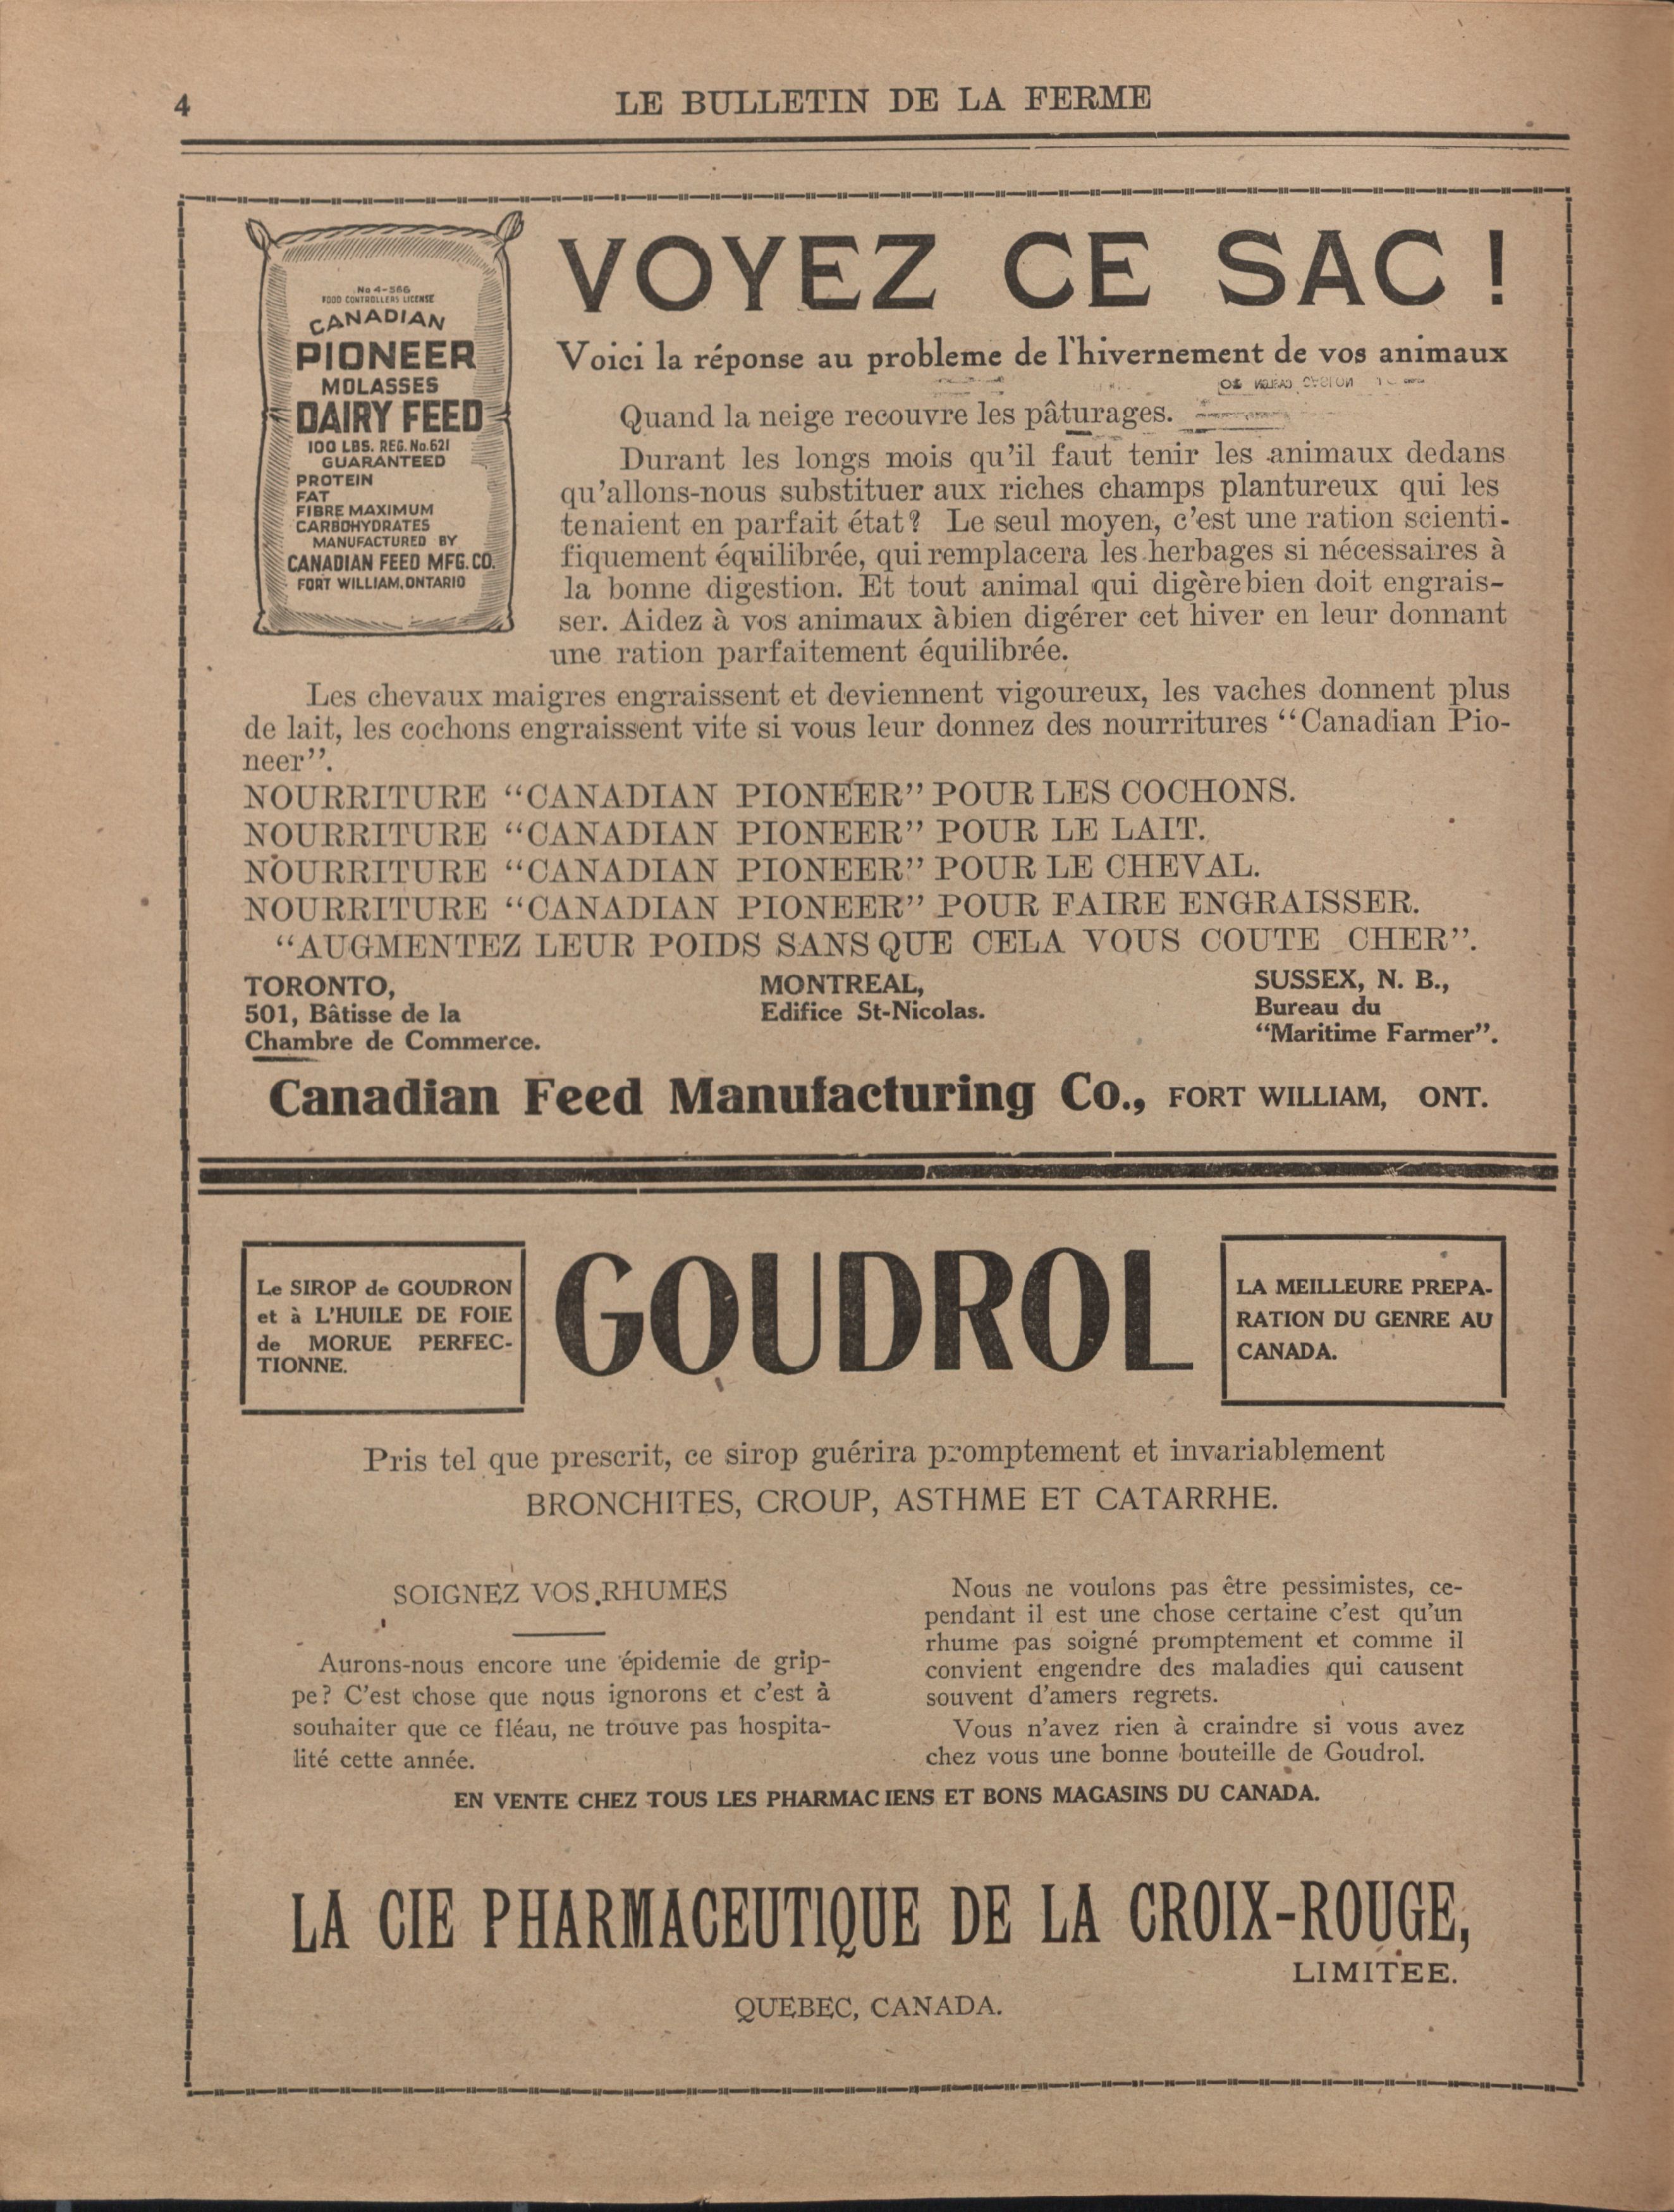 4
LE BULLETIN DE LA FERME
No 4-566
FOOD CONTROLLERS LICENSE
CANADIAN
PIONEER
MOLASSES
DAIRY FEED
100 LBS. REG. No. 621
GUARANTEED
PROTEIN
FAT
FIBRE MAXIMUM
CARBOHYDRATES
MANUFACTURED BY
CANADIAN FEED MFG. CO.
FORT WILLIAM, ONTARIO
VOYEZ CE SAC !
Voici la réponse au probleme de l'hivernement de vos animaux
Quand la neige recouvre les pâturages.
Durant les longs mois qu'il faut tenir les animaux dedans
qu'allons-nous substituer aux riches champs plantureux qui les
tenaient en parfait état? Le seul moyen, c'est une ration scienti-
fiquement équilibrée, qui remplacera les herbages si nécessaires à
la bonne digestion. Et tout animal qui digère bien doit engrais-
ser. Aidez à vos animaux à bien digérer cet hiver en leur donnant
une ration parfaitement équilibrée.
Les chevaux maigres engraissent et deviennent vigoureux, les vaches donnent plus
de lait, les cochons engraissent vite si vous leur donnez des nourritures "Canadian Pio-
neer".
NOURRITURE "CANADIAN PIONEER" POUR LES COCHONS.
NOURRITURE "CANADIAN PIONEER" POUR LE LAIT.
NOURRITURE "CANADIAN PIONEER" POUR LE CHEVAL.
NOURRITURE "CANADIAN PIONEER" POUR FAIRE ENGRAISSER.
"AUGMENTEZ LEUR POIDS SANS QUE CELA VOUS COUTE CHER".
TORONTO,
501, Bâtisse de la
Chambre de Commerce.
MONTREAL,
Edifice St-Nicolas.
SUSSEX, N. B.,
Bureau du
"Maritime Farmer".
Canadian Feed Manufacturing Co., FORT WILLIAM, ONT.
Le SIROP de GOUDRON
et à L'HUILE DE FOIE
de MORUE PERFEC-
TIONNE.
GOUDROL
LA MEILLEURE PREPA-
RATION DU GENRE AU
CANADA.
Pris tel que prescrit, ce sirop guérira promptement et invariablement
BRONCHITES, CROUP, ASTHME ET CATARRHE.
SOIGNEZ VOS RHUMES
Aurons-nous encore une épidemie de grip-
pe? C'est chose que nous ignorons et c'est à
souhaiter que ce fléau, ne trouve pas hospita-
lité cette année.
Nous ne voulons pas être pessimistes, ce-
pendant il est une chose certaine c'est qu'un
rhume pas soigné promptement et comme il
convient engendre des maladies qui causent
souvent d'amers regrets.
Vous n'avez rien à craindre si vous avez
chez vous une bonne bouteille de Goudrol.
EN VENTE CHEZ TOUS LES PHARMACIENS ET BONS MAGASINS DU CANADA.
LA CIE PHARMACEUTIQUE DE LA CROIX-ROUGE,
LIMITEE.
QUEBEC, CANADA.